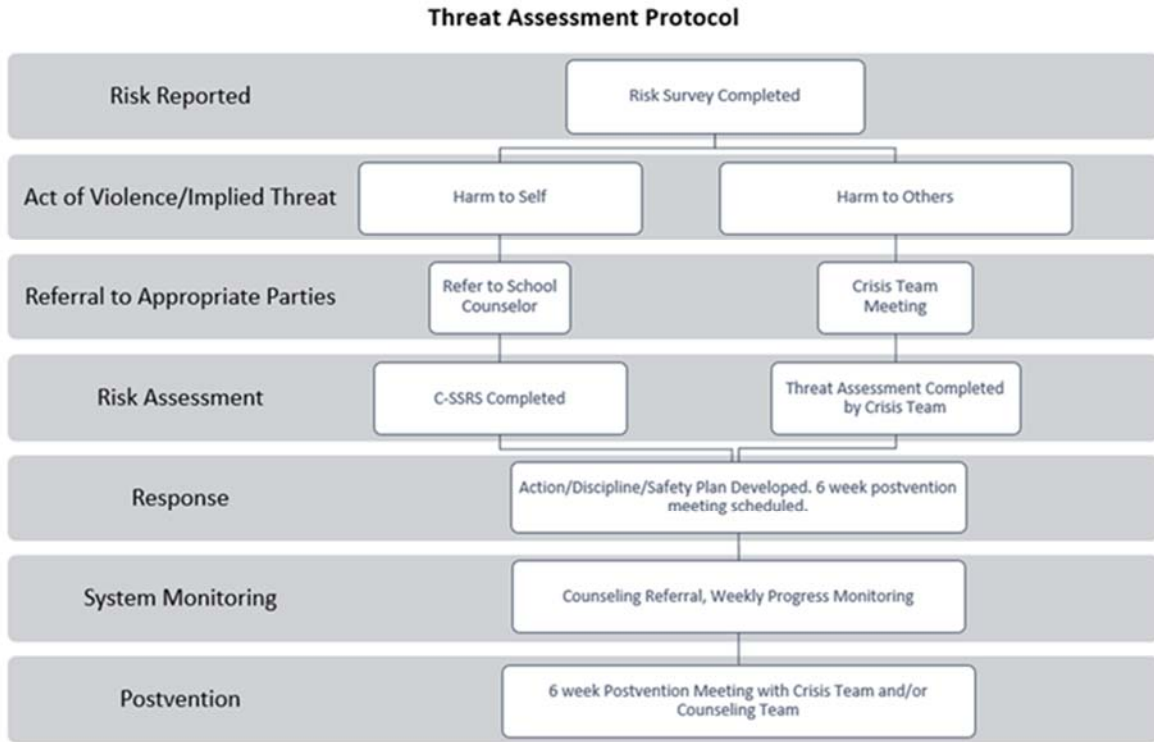 Threat Assessment Protocol
Risk Reported
Risk Survey Completed
Act of Violence/Implied Threat
Harm to Self
Harm to Others
Referral to Appropriate Parties
Refer to School
Counselor
Crisis Team
Meeting
Risk Assessment
C-SSRS Completed
Threat Assessment Completed
by Crisis Team
Response
Action/Discipline/Safety Plan Developed. 6 week postvention
meeting scheduled.
System Monitoring
Counseling Referral, Weekly Progress Monitoring
Postvention
6 week Postvention Meeting with Crisis Team and/or
Counseling Team